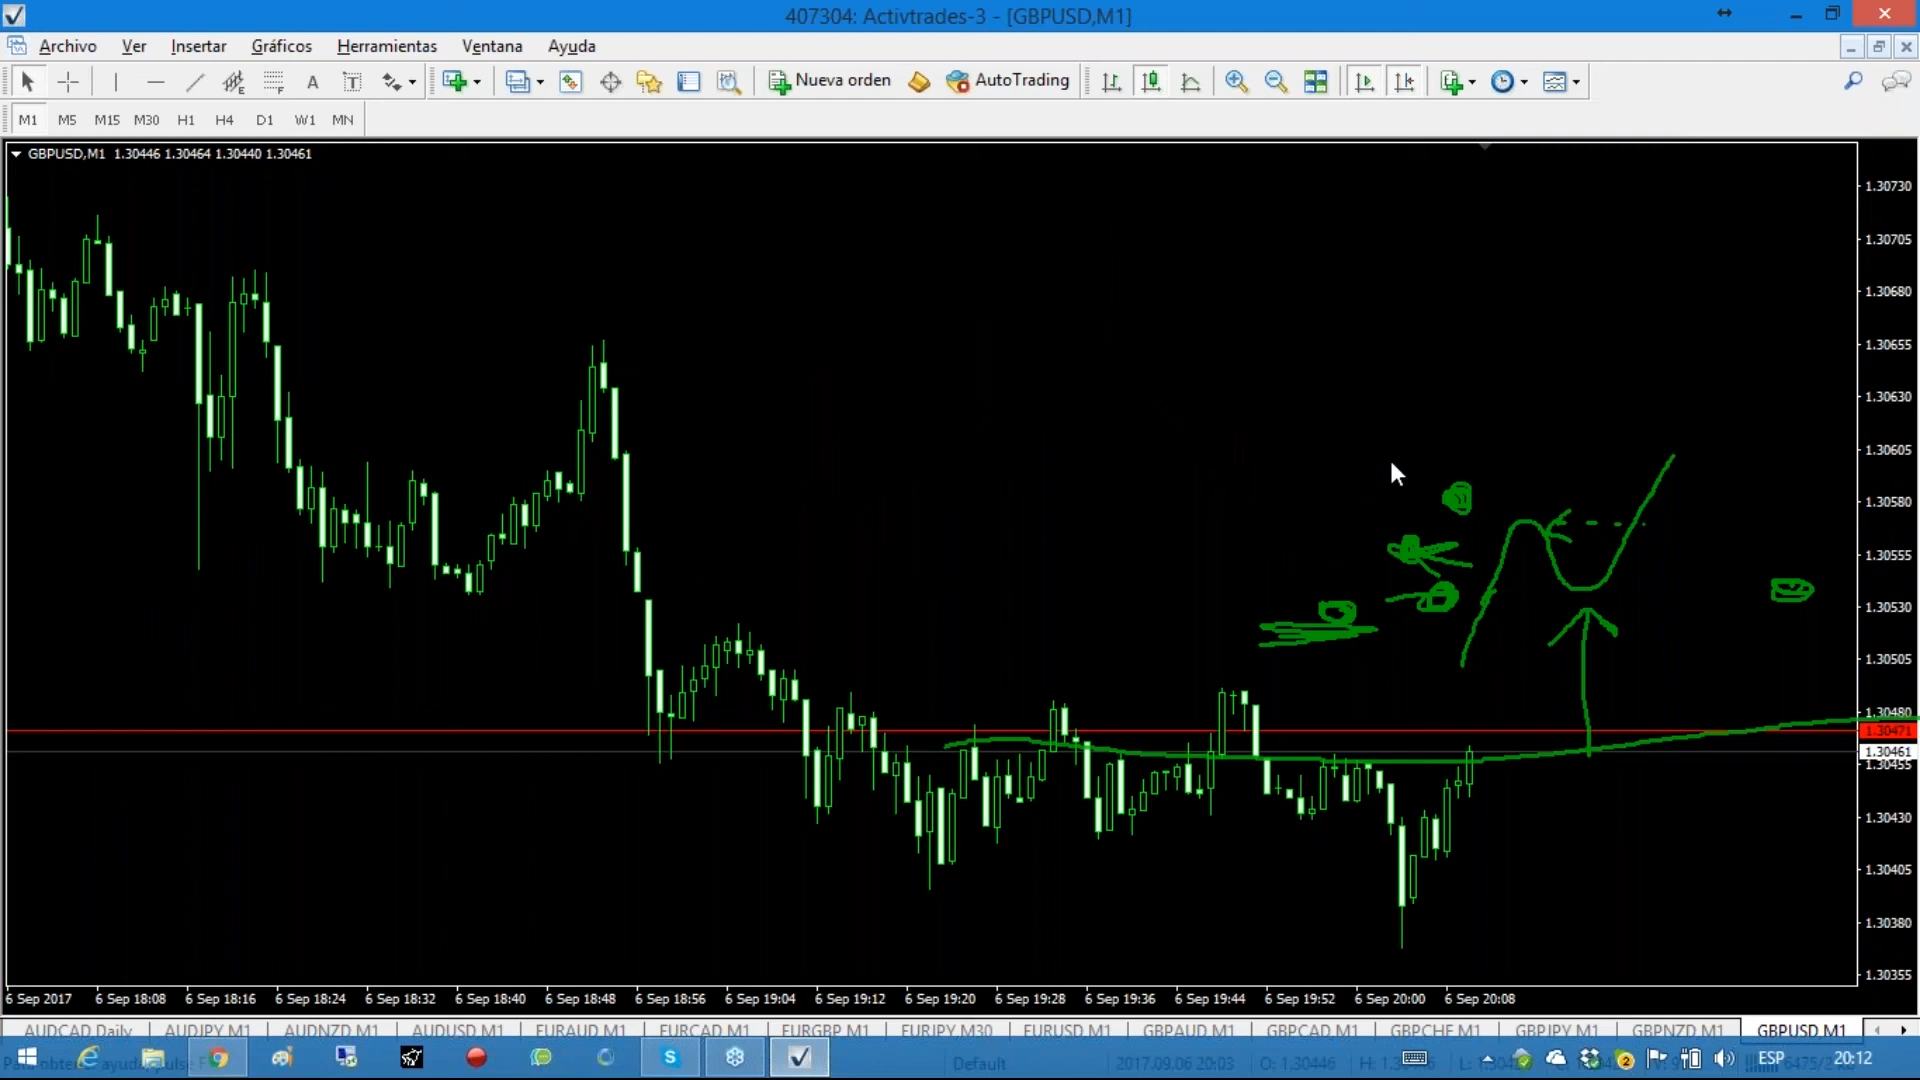 407304: Activtrades-3 - [GBPUSD,M1]
Archivo Ver Insertar Gráficos Herramientas Ventana Ayuda
Nueva orden AutoTrading
M1 M5 M15 M30 H1 H4 D1 W1 MN
GBPUSD,M1 1.30446 1.30464 1.30440 1.30461
1.30730
1.30705
1.30680
1.30655
1.30630
1.30605
1.30580
1.30555
1.30530
1.30505
1.30480
1.30471
1.30461
1.30455
1.30430
1.30405
1.30380
1.30355
6 Sep 2017 6 Sep 18:08 6 Sep 18:16 6 Sep 18:24 6 Sep 18:32 6 Sep 18:40 6 Sep 18:48 6 Sep 18:56 6 Sep 19:04 6 Sep 19:12 6 Sep 19:20 6 Sep 19:28 6 Sep 19:36 6 Sep 19:44 6 Sep 19:52 6 Sep 20:00 6 Sep 20:08
AUDCAD Daily AUDJPY M1 AUDNZD M1 AUDUSD M1 EURAUD M1 EURCAD M1 EURGBP M1 EURJPY M30 EURUSD M1 GBPAUD M1 GBPCAD M1 GBPCHF M1 GBPJPY M1 GBPNZD M1 GBPUSD M1
Default 2017.09.06 20:03 O: 1.30446 ESP 20:12